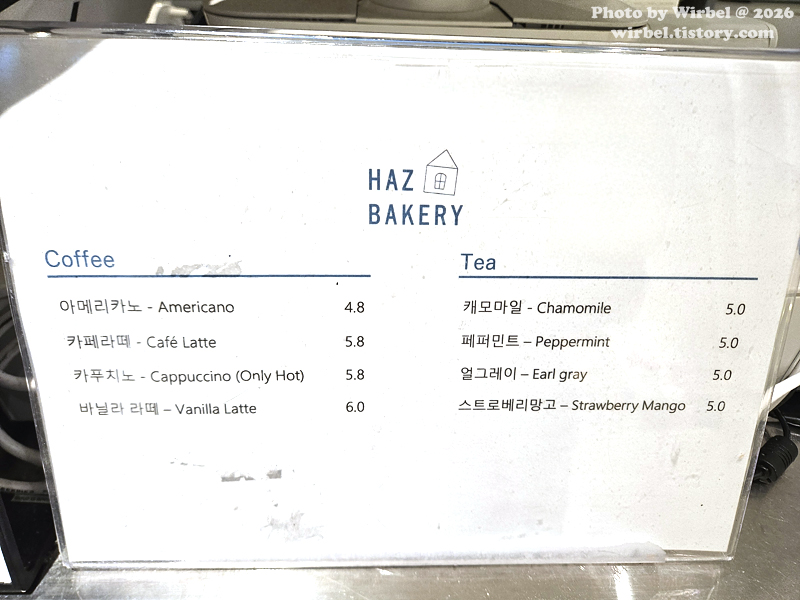 Photo by Wirbel @ 2026
wirbel.tistory.com
HAZ
BAKERY
Coffee
아메리카노 - Americano 4.8
카페라떼 - Café Latte 5.8
카푸치노 - Cappuccino (Only Hot) 5.8
바닐라 라떼 – Vanilla Latte 6.0
Tea
캐모마일 - Chamomile 5.0
페퍼민트 – Peppermint 5.0
얼그레이 – Earl gray 5.0
스트로베리망고 – Strawberry Mango 5.0